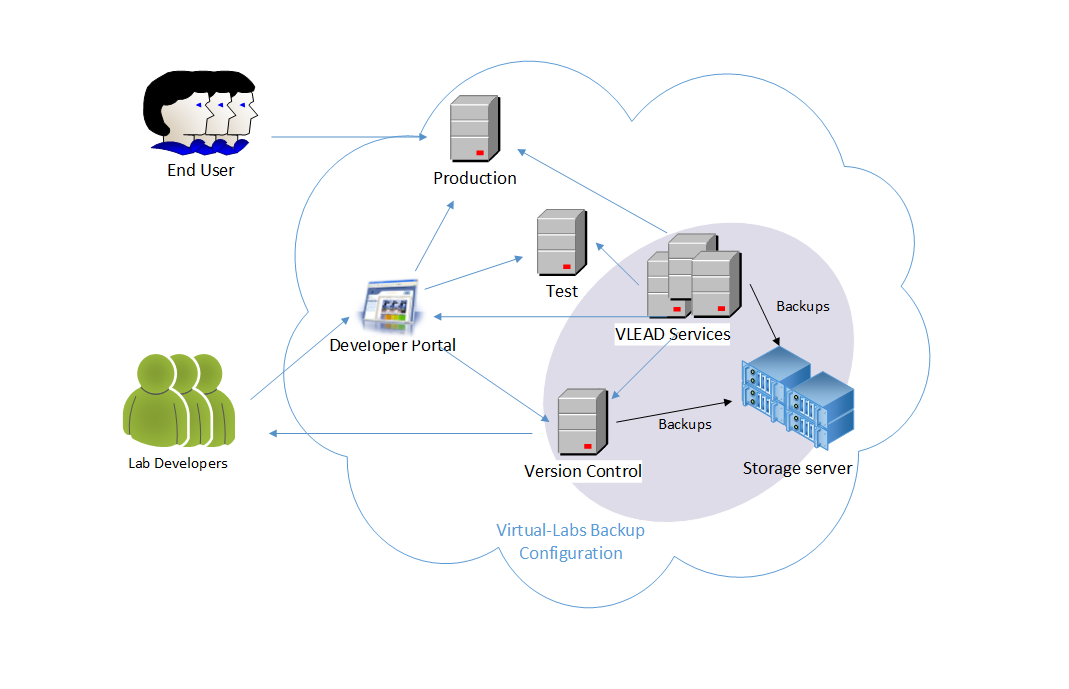 End User
Production
Test
Backups
VLEAD Services
Developer Portal
Backups
Lab Developers
Version Control
Storage server
Virtual-Labs Backup
Configuration